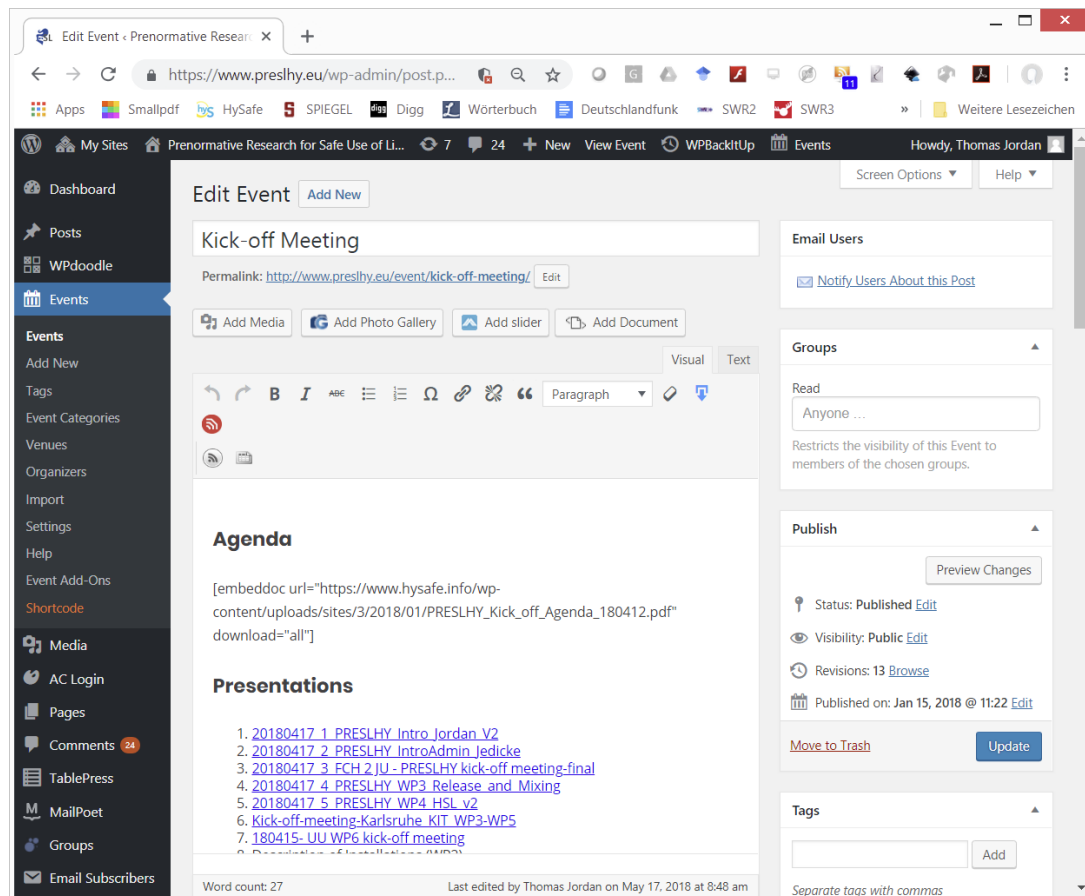 Edit Event ‹ Prenormative Researc
https://www.preslhy.eu/wp-admin/post.p...
11
Apps Smallpdf hys HySafe S SPIEGEL digg Digg Wörterbuch Deutschlandfunk SWR2 SWR3 » Weitere Lesezeichen
My Sites Prenormative Research for Safe Use of Li... 7 24 + New View Event WPBackItUp Events Howdy, Thomas Jordan
Screen Options Help
Dashboard
Posts
WPdoodle
Events
Events
Add New
Tags
Event Categories
Venues
Organizers
Import
Settings
Help
Event Add-Ons
Shortcode
Media
AC Login
Pages
Comments 24
TablePress
MailPoet
Groups
Email Subscribers
Edit Event Add New
Kick-off Meeting
Permalink: http://www.preslhy.eu/event/kick-off-meeting/ Edit
Add Media Add Photo Gallery Add slider Add Document
Visual Text
B I ABC Ω Paragraph
Agenda
[embeddoc url="https://www.hysafe.info/wp-
content/uploads/sites/3/2018/01/PRESLHY_Kick_off_Agenda_180412.pdf"
download="all"]
Presentations
1. 20180417_1_PRESLHY_Intro_Jordan_V2
2. 20180417_2_PRESLHY_IntroAdmin_Jedicke
3. 20180417_3_FCH 2 JU - PRESLHY kick-off meeting-final
4. 20180417_4_PRESLHY_WP3_Release_and_Mixing
5. 20180417_5_PRESLHY_WP4_HSL_v2
6. Kick-off-meeting-Karlsruhe_KIT_WP3-WP5
7. 180415- UU WP6 kick-off meeting
8. Description of Installations (WP2)
Word count: 27 Last edited by Thomas Jordan on May 17, 2018 at 8:48 am
Email Users
Notify Users About this Post
Groups
Read
Anyone ...
Restricts the visibility of this Event to
members of the chosen groups.
Publish
Preview Changes
Status: Published Edit
Visibility: Public Edit
Revisions: 13 Browse
Published on: Jan 15, 2018 @ 11:22 Edit
Move to Trash Update
Tags
Add
Separate tags with commas